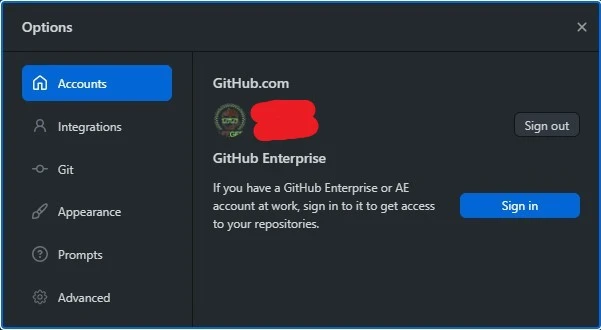 Options
Accounts
Integrations
Git
Appearance
Prompts
Advanced
GitHub.com
Sign out
GitHub Enterprise
If you have a GitHub Enterprise or AE
account at work, sign in to it to get access
to your repositories.
Sign in